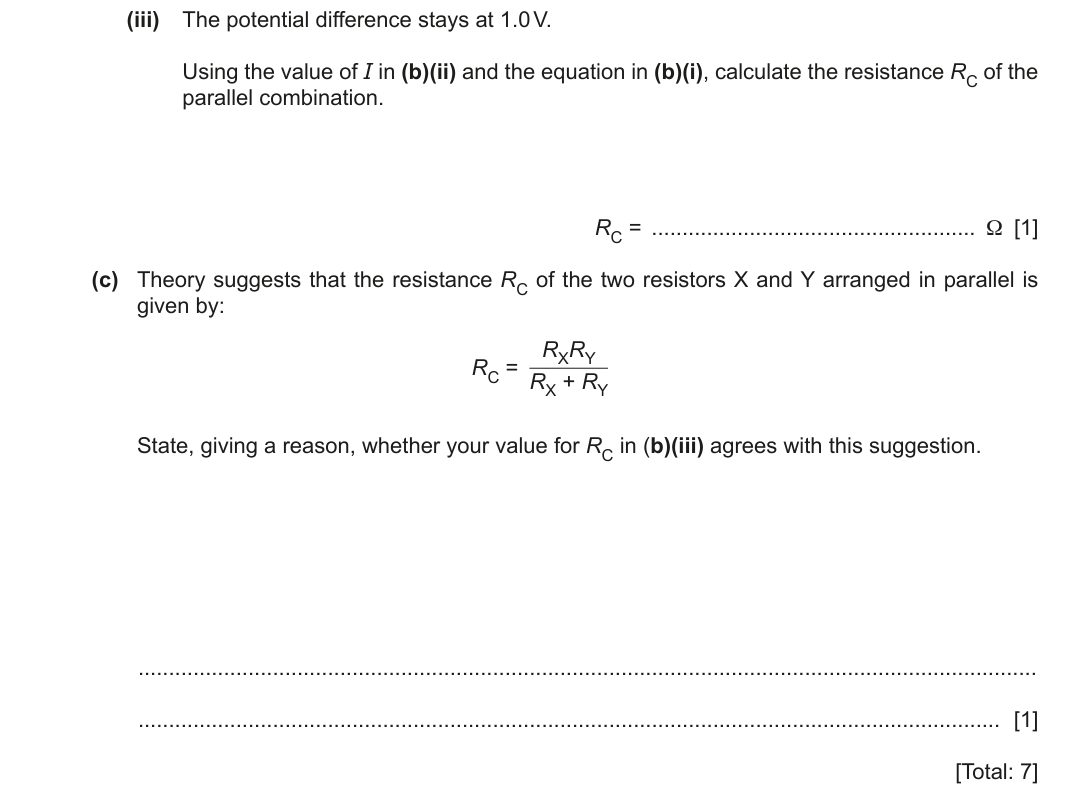 (iii) The potential difference stays at 1.0V.
Using the value of I in (b)(ii) and the equation in (b)(i), calculate the resistance R_C of the
parallel combination.
R_C = ..................................................... Ω [1]
(c) Theory suggests that the resistance R_C of the two resistors X and Y arranged in parallel is
given by:
R_C = R_XR_Y / R_X + R_Y
State, giving a reason, whether your value for R_C in (b)(iii) agrees with this suggestion.
...................................................................................................................................................
............................................................................................................................................. [1]
[Total: 7]